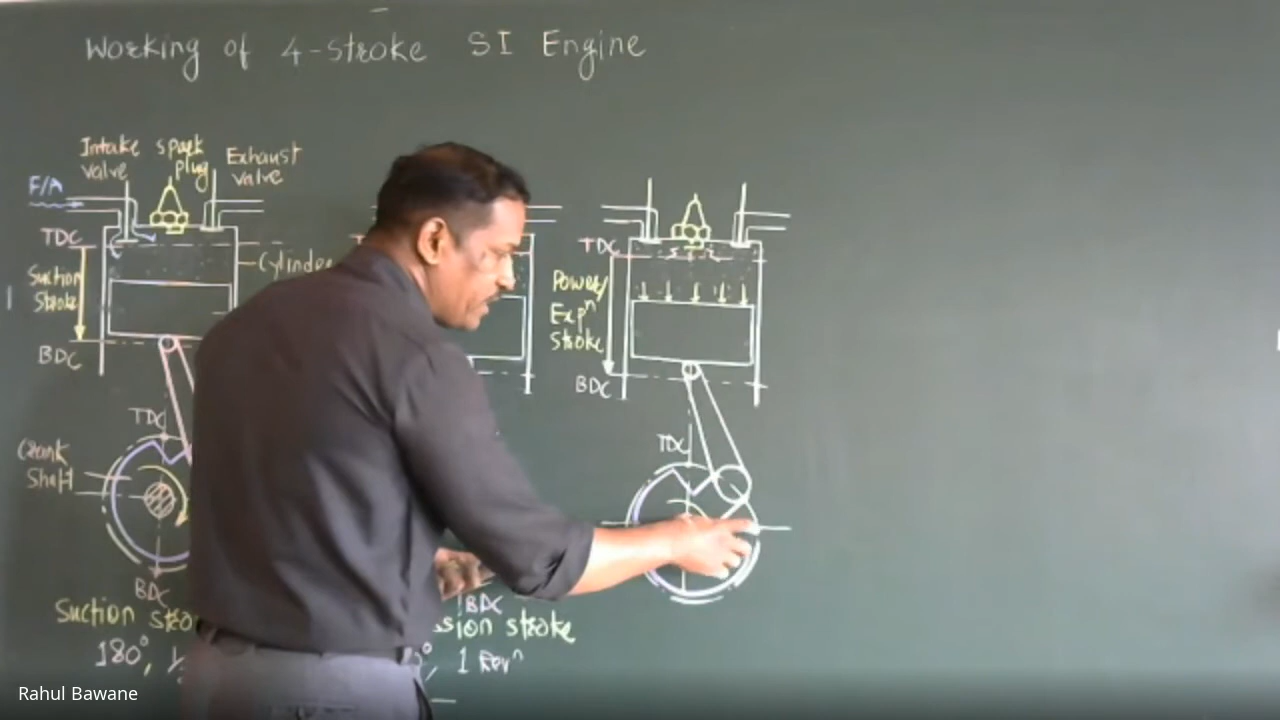 Working of 4-Stroke SI Engine
Intake valve
spark plug
Exhaust valve
F/A
TDC
Suction Stroke
BDC
Cylinder
TDC
Crank Shaft
BDC
Suction
180°,
BDC
ssion stroke
1 Revⁿ
TDC
Power/
Expⁿ
stroke
BDC
TDC
Rahul Bawane